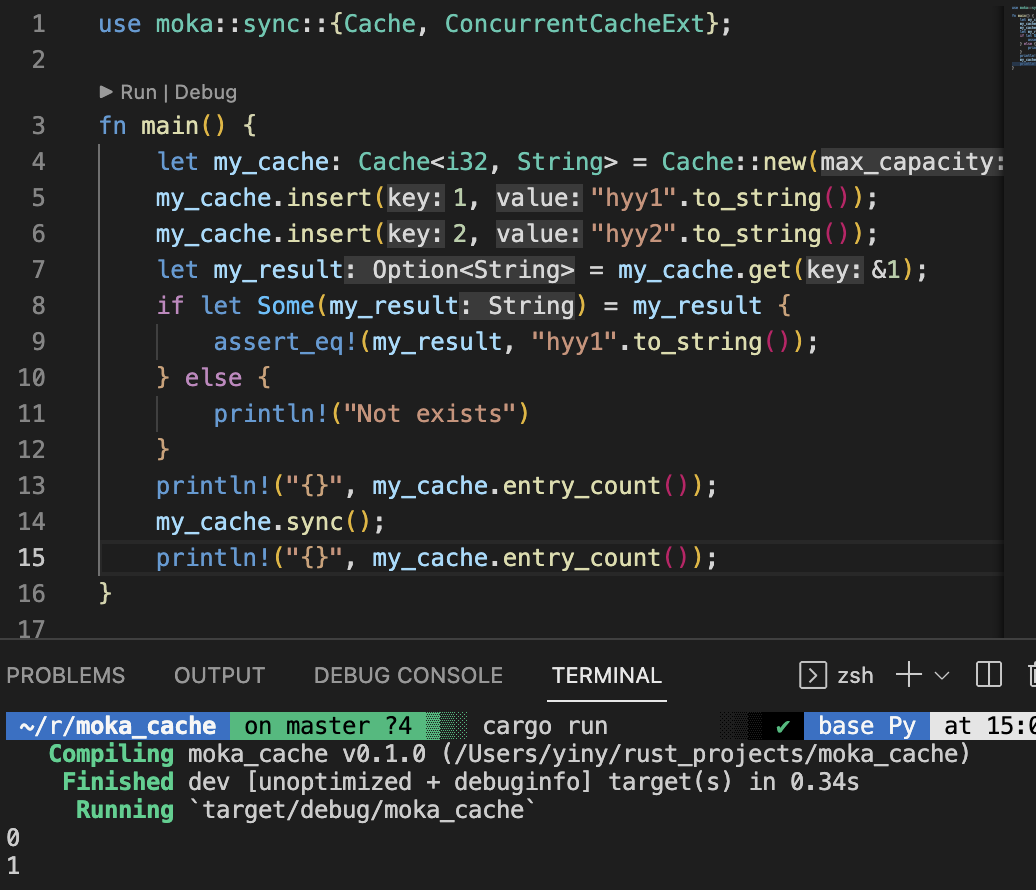 1 use moka::sync::{Cache, ConcurrentCacheExt};
2
Run | Debug
3 fn main() {
4 let my_cache: Cache<i32, String> = Cache::new(max_capacity:
5 my_cache.insert(key: 1, value: "hyy1".to_string());
6 my_cache.insert(key: 2, value: "hyy2".to_string());
7 let my_result: Option<String> = my_cache.get(key: &1);
8 if let Some(my_result: String) = my_result {
9 assert_eq!(my_result, "hyy1".to_string());
10 } else {
11 println!("Not exists")
12 }
13 println!("{}", my_cache.entry_count());
14 my_cache.sync();
15 println!("{}", my_cache.entry_count());
16 }
17
PROBLEMS OUTPUT DEBUG CONSOLE TERMINAL zsh
~/r/moka_cache on master ?4 cargo run ✔ base Py at 15:0
Compiling moka_cache v0.1.0 (/Users/yiny/rust_projects/moka_cache)
Finished dev [unoptimized + debuginfo] target(s) in 0.34s
Running `target/debug/moka_cache`
0
1